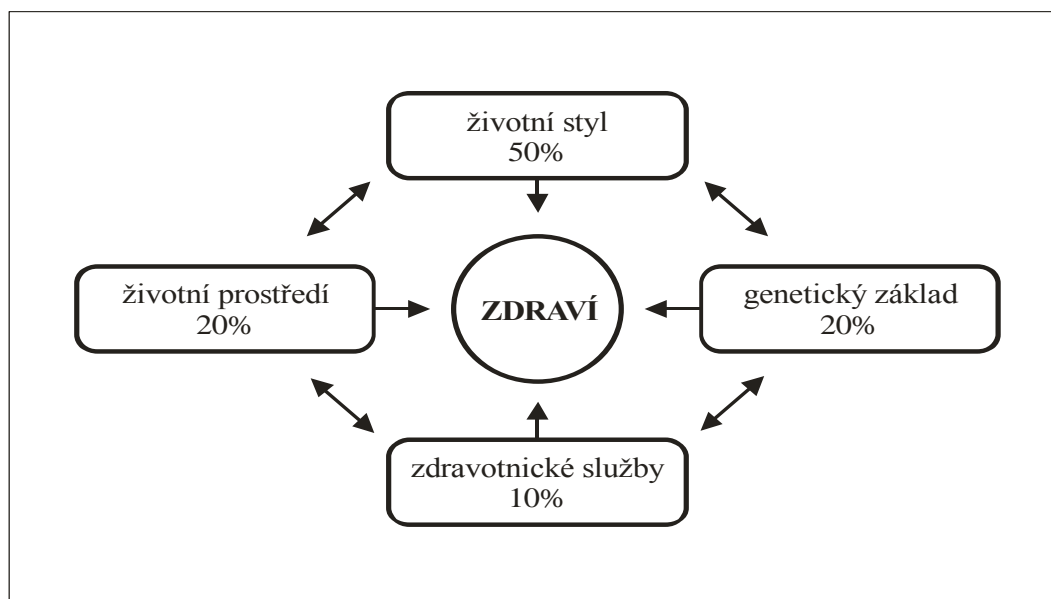 životní styl
50%
životní prostředí
20%
ZDRAVÍ
genetický základ
20%
zdravotnické služby
10%